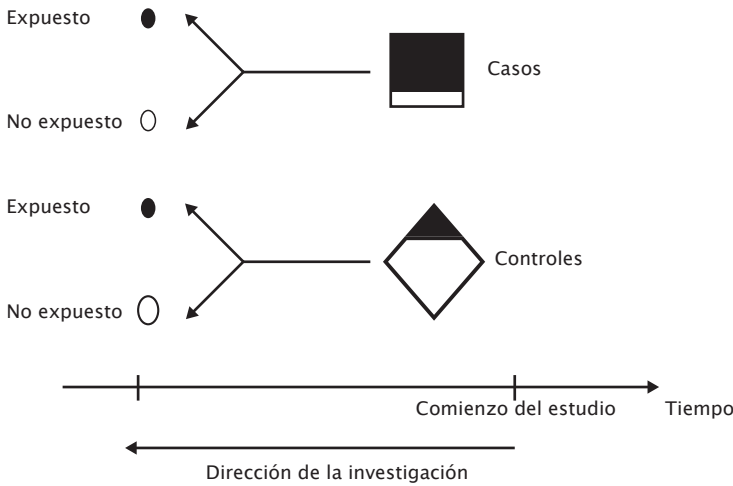 Expuesto
Casos
No expuesto
Expuesto
Controles
No expuesto
Comienzo del estudio
Tiempo
Dirección de la investigación